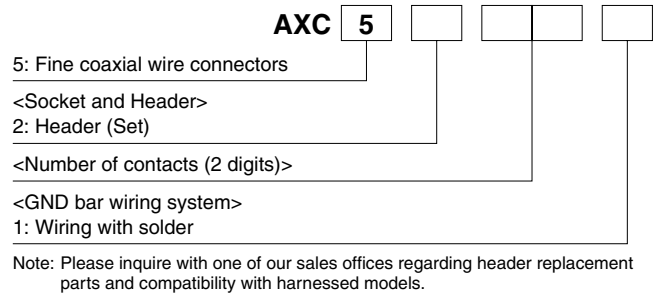 AXC 5
5: Fine coaxial wire connectors
<Socket and Header>
2: Header (Set)
<Number of contacts (2 digits)>
<GND bar wiring system>
1: Wiring with solder
Note: Please inquire with one of our sales offices regarding header replacement
parts and compatibility with harnessed models.